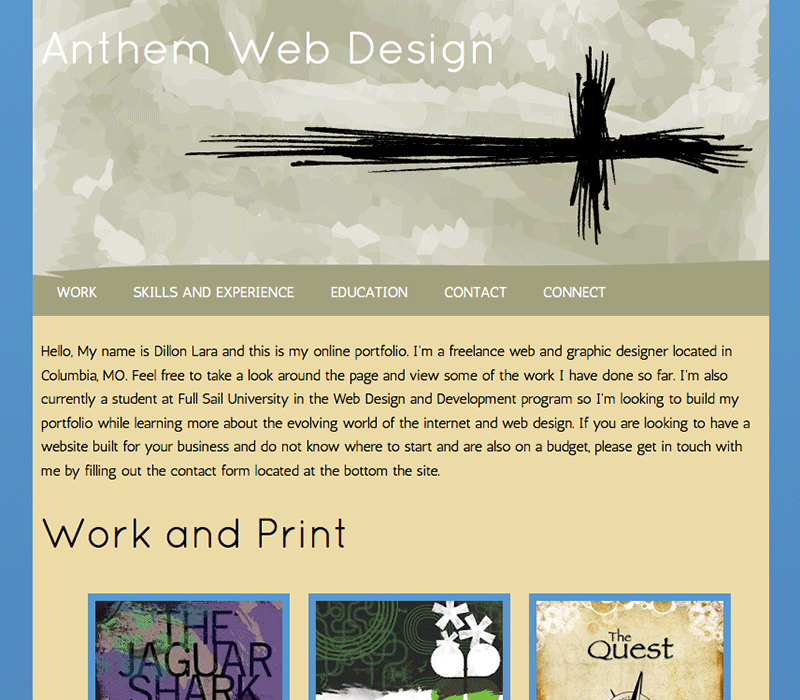 Anthem Web Design
WORK SKILLS AND EXPERIENCE EDUCATION CONTACT CONNECT
Hello, My name is Dillon Lara and this is my online portfolio. I'm a freelance web and graphic designer located in
Columbia, MO. Feel free to take a look around the page and view some of the work I have done so far. I'm also
currently a student at Full Sail University in the Web Design and Development program so I'm looking to build my
portfolio while learning more about the evolving world of the internet and web design. If you are looking to have a
website built for your business and do not know where to start and are also on a budget, please get in touch with
me by filling out the contact form located at the bottom the site.
Work and Print
THE
JAGUAR
SHARK
The
Quest